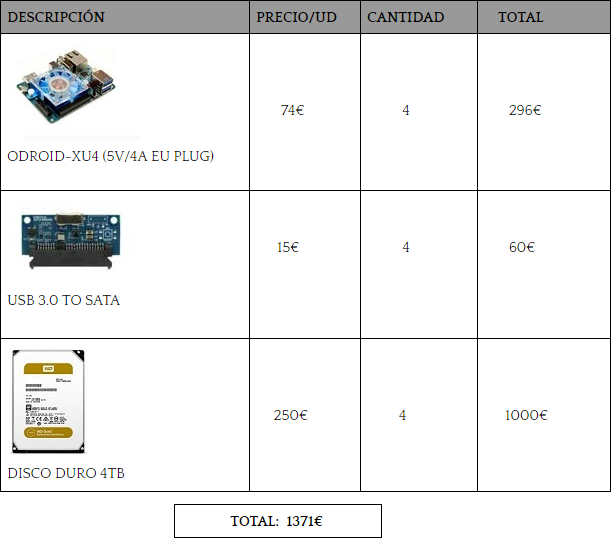 DESCRIPCIÓN PRECIO/UD CANTIDAD TOTAL
74€ 4 296€
ODROID-XU4 (5V/4A EU PLUG)
15€ 4 60€
USB 3.0 TO SATA
WD
250€ 4 1000€
DISCO DURO 4TB
TOTAL: 1371€